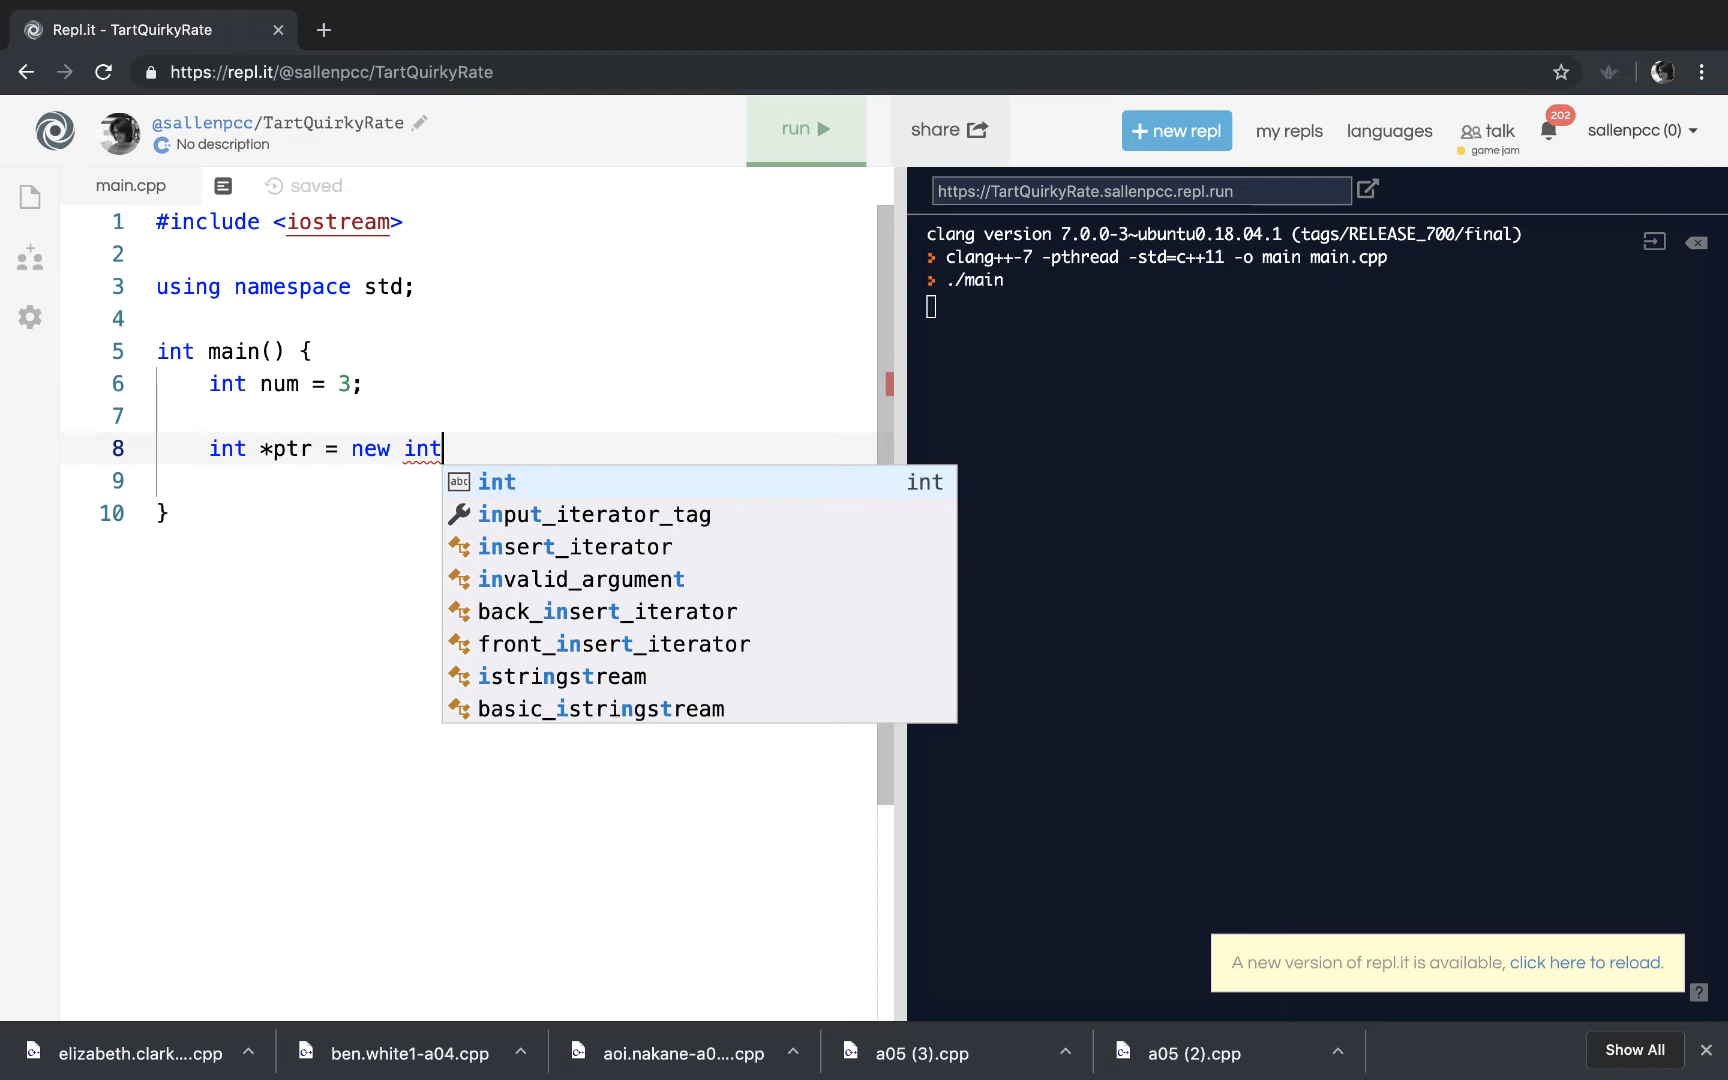 Repl.it - TartQuirkyRate
https://repl.it/@sallenpcc/TartQuirkyRate
@sallenpcc/TartQuirkyRate
No description
run
share
+ new repl
my repls
languages
talk
game jam
202
sallenpcc (0)
main.cpp
saved
https://TartQuirkyRate.sallenpcc.repl.run
1 #include <iostream>
2
3 using namespace std;
4
5 int main() {
6 int num = 3;
7
8 int *ptr = new int
9
10 }
abc int int
input_iterator_tag
insert_iterator
invalid_argument
back_insert_iterator
front_insert_iterator
istringstream
basic_istringstream
clang version 7.0.0-3~ubuntu0.18.04.1 (tags/RELEASE_700/final)
> clang++-7 -pthread -std=c++11 -o main main.cpp
> ./main
A new version of repl.it is available, click here to reload.
?
elizabeth.clark....cpp
ben.white1-a04.cpp
aoi.nakane-a0....cpp
a05 (3).cpp
a05 (2).cpp
Show All